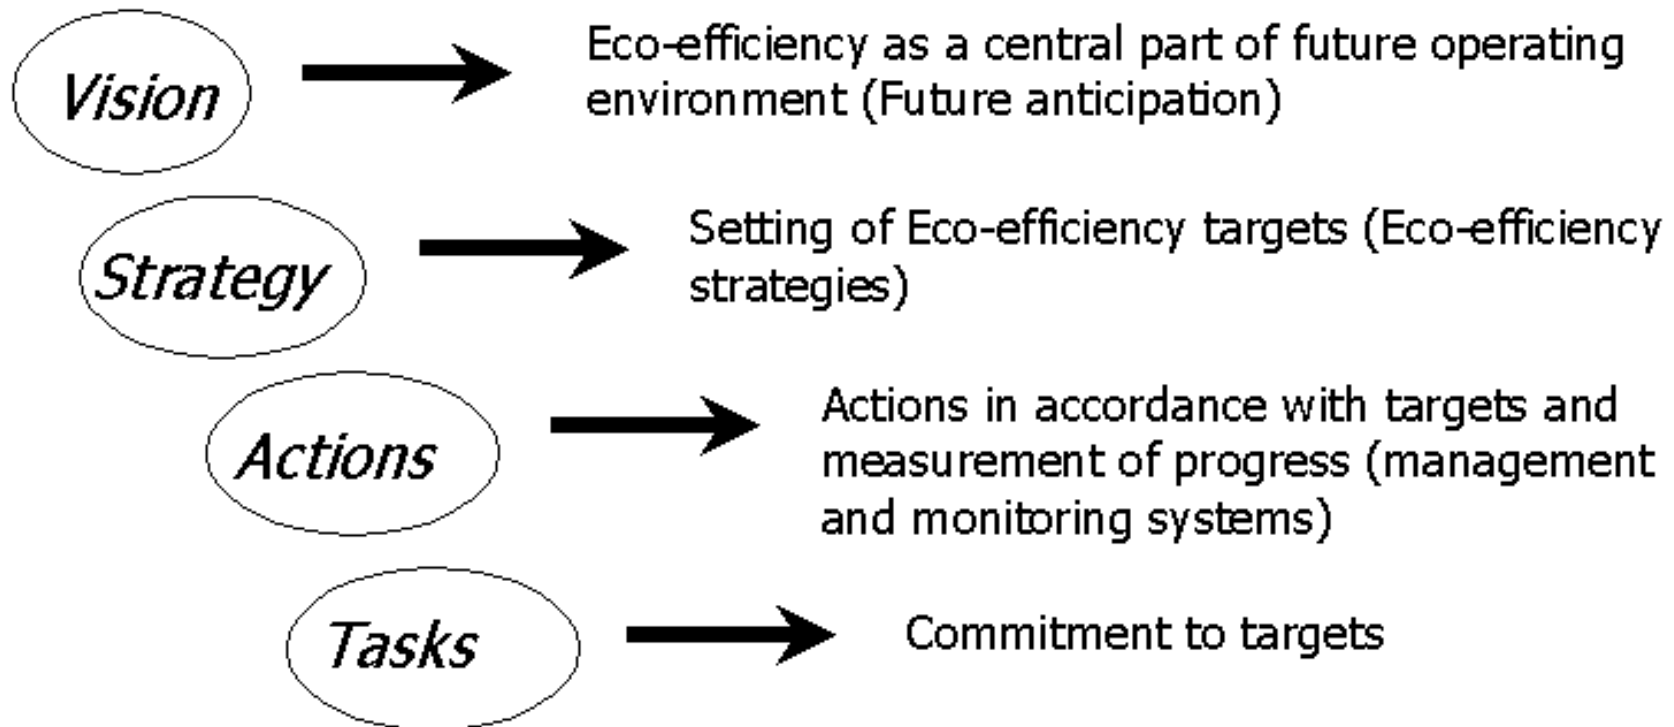 Vision
Eco-efficiency as a central part of future operating
environment (Future anticipation)
Strategy
Setting of Eco-efficiency targets (Eco-efficiency
strategies)
Actions
Actions in accordance with targets and
measurement of progress (management
and monitoring systems)
Tasks
Commitment to targets